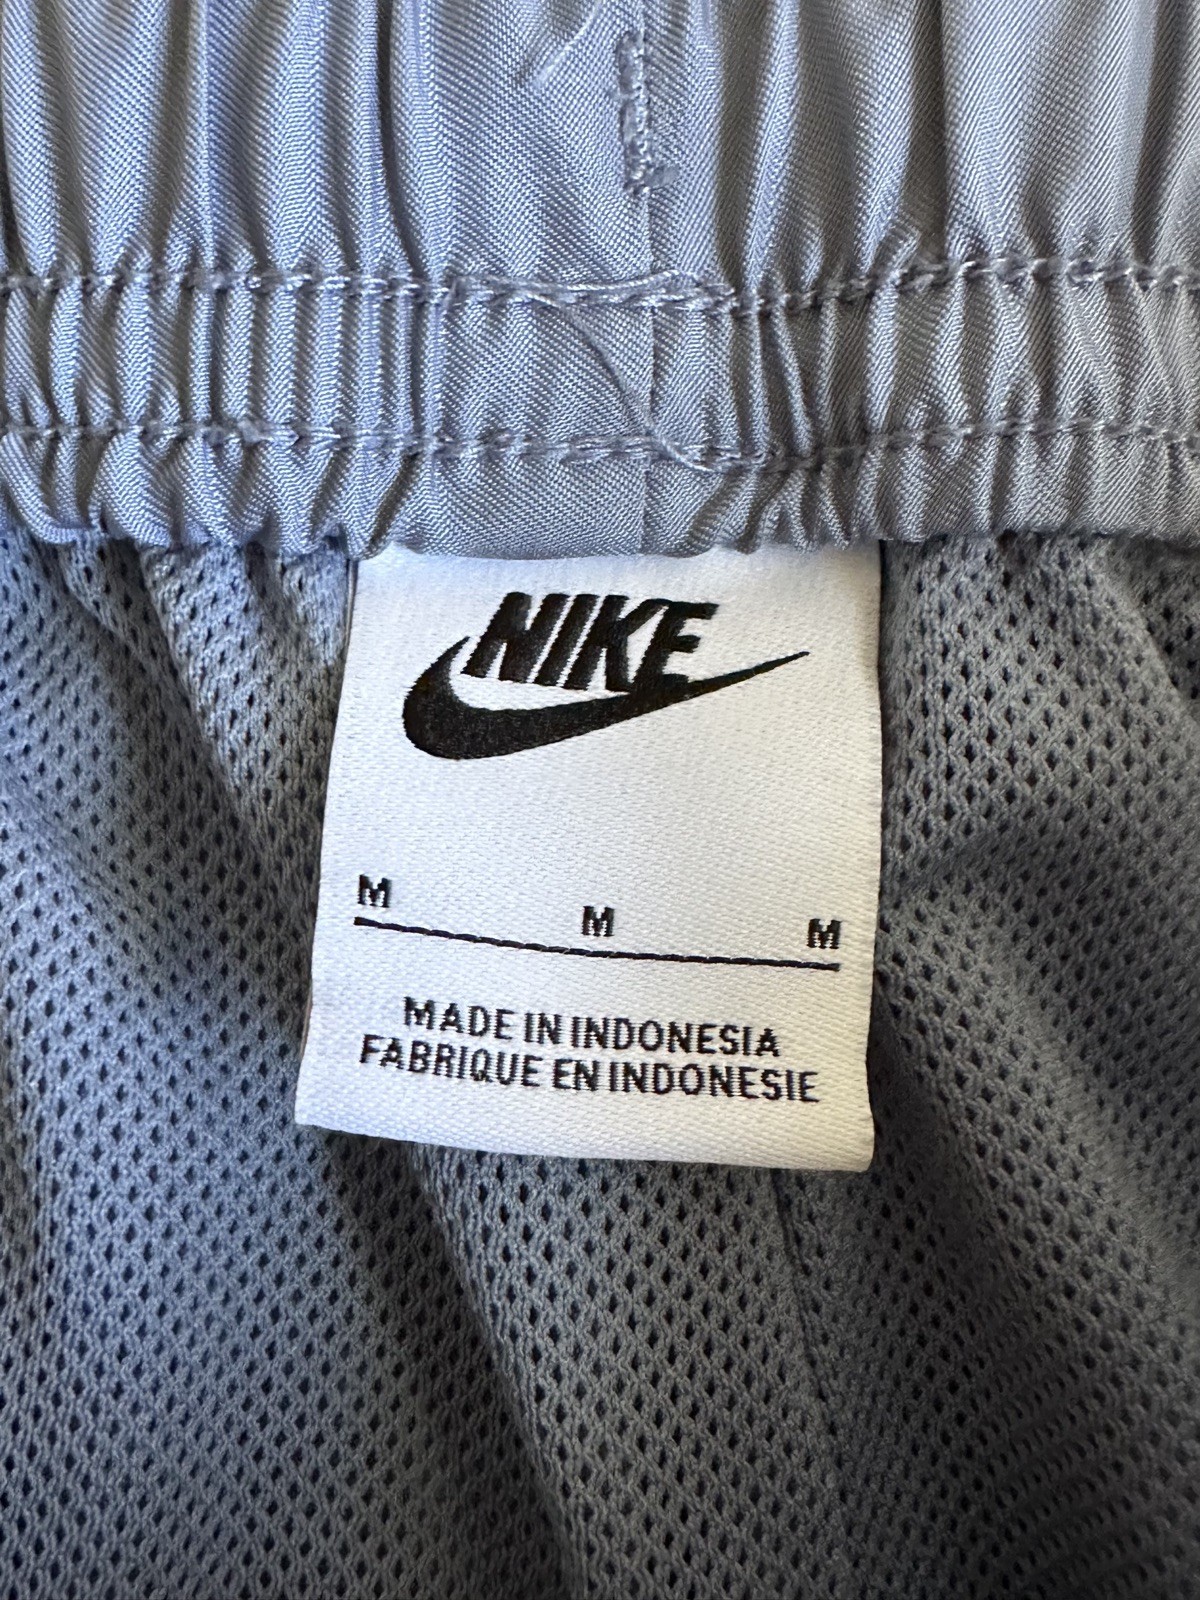 NIKE
M M M
MADE IN INDONESIA
FABRIQUE EN INDONESIE